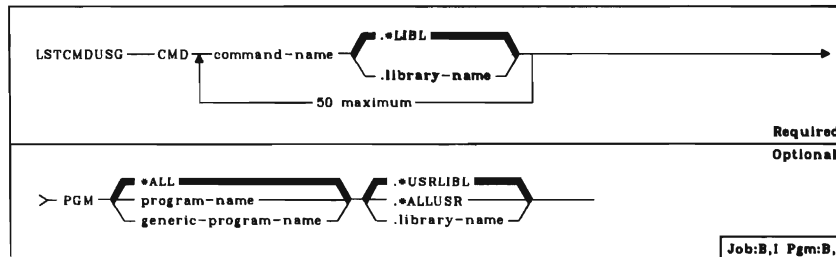 .*LIBL
LSTCMDUSG CMD command-name
.library-name
50 maximum
Required
Optional
*ALL .*USRLIBL
PGM program-name .*ALLUSR
generic-program-name .library-name
Job:B,I Pgm:B,